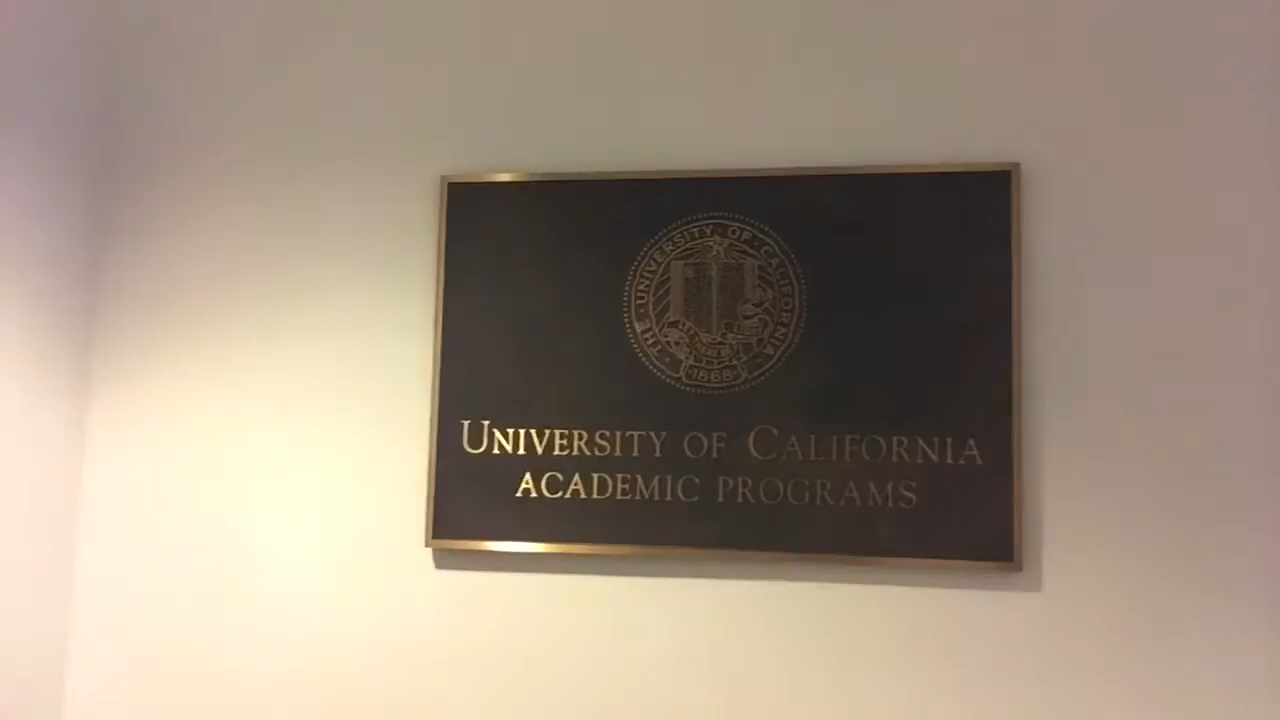 THE · UNIVERSITY · OF · CALIFORNIA ·
·1868·
UNIVERSITY OF CALIFORNIA
ACADEMIC PROGRAMS